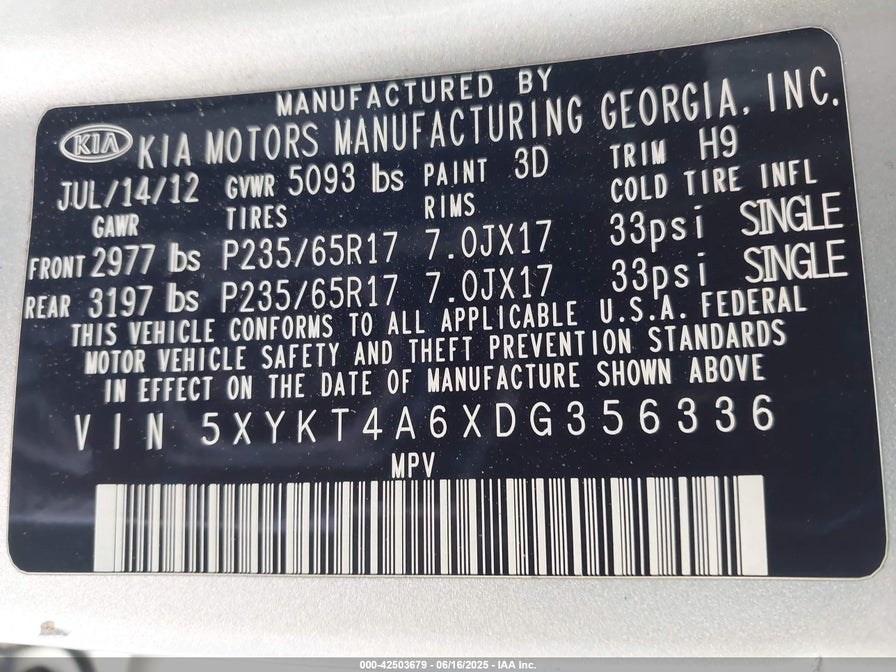 MANUFACTURED BY
KIA KIA MOTORS MANUFACTURING GEORGIA, INC.
JUL/14/12 GVWR 5093 lbs PAINT 3D TRIM H9
GAWR TIRES RIMS COLD TIRE INFL
FRONT 2977 lbs P235/65R17 7.0JX17 33psi SINGLE
REAR 3197 lbs P235/65R17 7.0JX17 33psi SINGLE
THIS VEHICLE CONFORMS TO ALL APPLICABLE U.S.A. FEDERAL
MOTOR VEHICLE SAFETY AND THEFT PREVENTION STANDARDS
IN EFFECT ON THE DATE OF MANUFACTURE SHOWN ABOVE
VIN 5XYKT4A6XDG356336
MPV
000-42503679 - 06/16/2025 - IAA Inc.